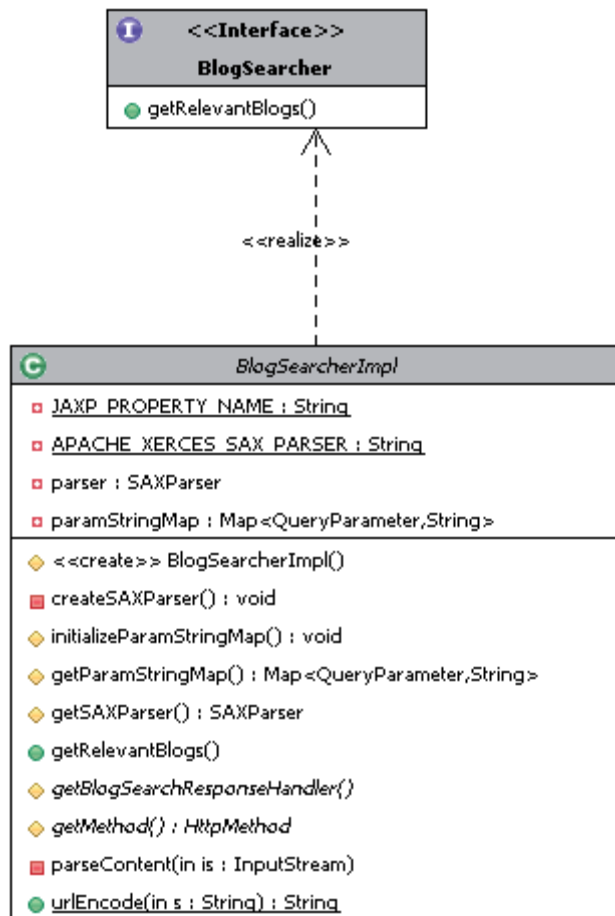 I <<Interface>>
BlogSearcher
getRelevantBlogs()
<<realize>>
C BlogSearcherImpl
JAXP_PROPERTY_NAME : String
APACHE_XERCES_SAX_PARSER : String
parser : SAXParser
paramStringMap : Map<QueryParameter,String>
<<create>> BlogSearcherImpl()
createSAXParser() : void
initializeParamStringMap() : void
getParamStringMap() : Map<QueryParameter,String>
getSAXParser() : SAXParser
getRelevantBlogs()
getBlogSearchResponseHandler()
getMethod() : HttpMethod
parseContent(in is : InputStream)
urlEncode(in s : String) : String